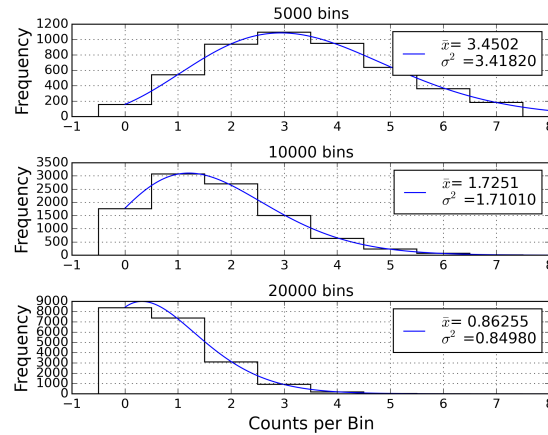 5000 bins
1200
1000
800
600
400
200
0
Frequency
x̄= 3.4502
σ² =3.41820
−1 0 1 2 3 4 5 6 7 8
10000 bins
3500
3000
2500
2000
1500
1000
500
0
Frequency
x̄= 1.7251
σ² =1.71010
−1 0 1 2 3 4 5 6 7 8
20000 bins
9000
8000
7000
6000
5000
4000
3000
2000
1000
0
Frequency
x̄= 0.86255
σ² =0.84980
−1 0 1 2 3 4 5 6 7 8
Counts per Bin